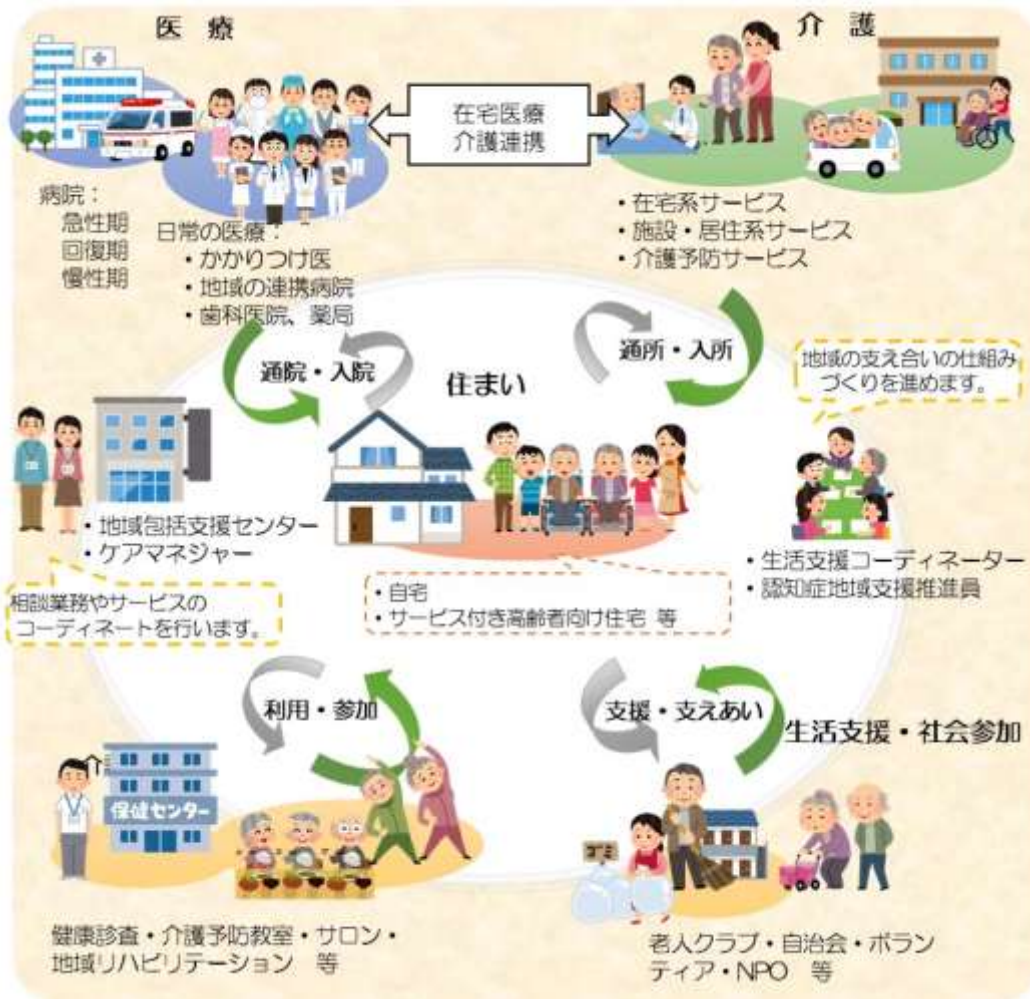 医療
介護
在宅医療
介護連携
病院：
急性期
回復期
慢性期
日常の医療：
・かかりつけ医
・地域の連携病院
・歯科医院、薬局
・在宅系サービス
・施設・居住系サービス
・介護予防サービス
通院・入院
通所・入所
住まい
地域の支え合いの仕組み
づくりを進めます。
・地域包括支援センター
・ケアマネジャー
相談業務やサービスの
コーディネートを行います。
・自宅
・サービス付き高齢者向け住宅 等
・生活支援コーディネーター
・認知症地域支援推進員
利用・参加
支援・支えあい
生活支援・社会参加
介
保健センター
ゴミ
健康診査・介護予防教室・サロン・
地域リハビリテーション 等
老人クラブ・自治会・ボラン
ティア・NPO 等